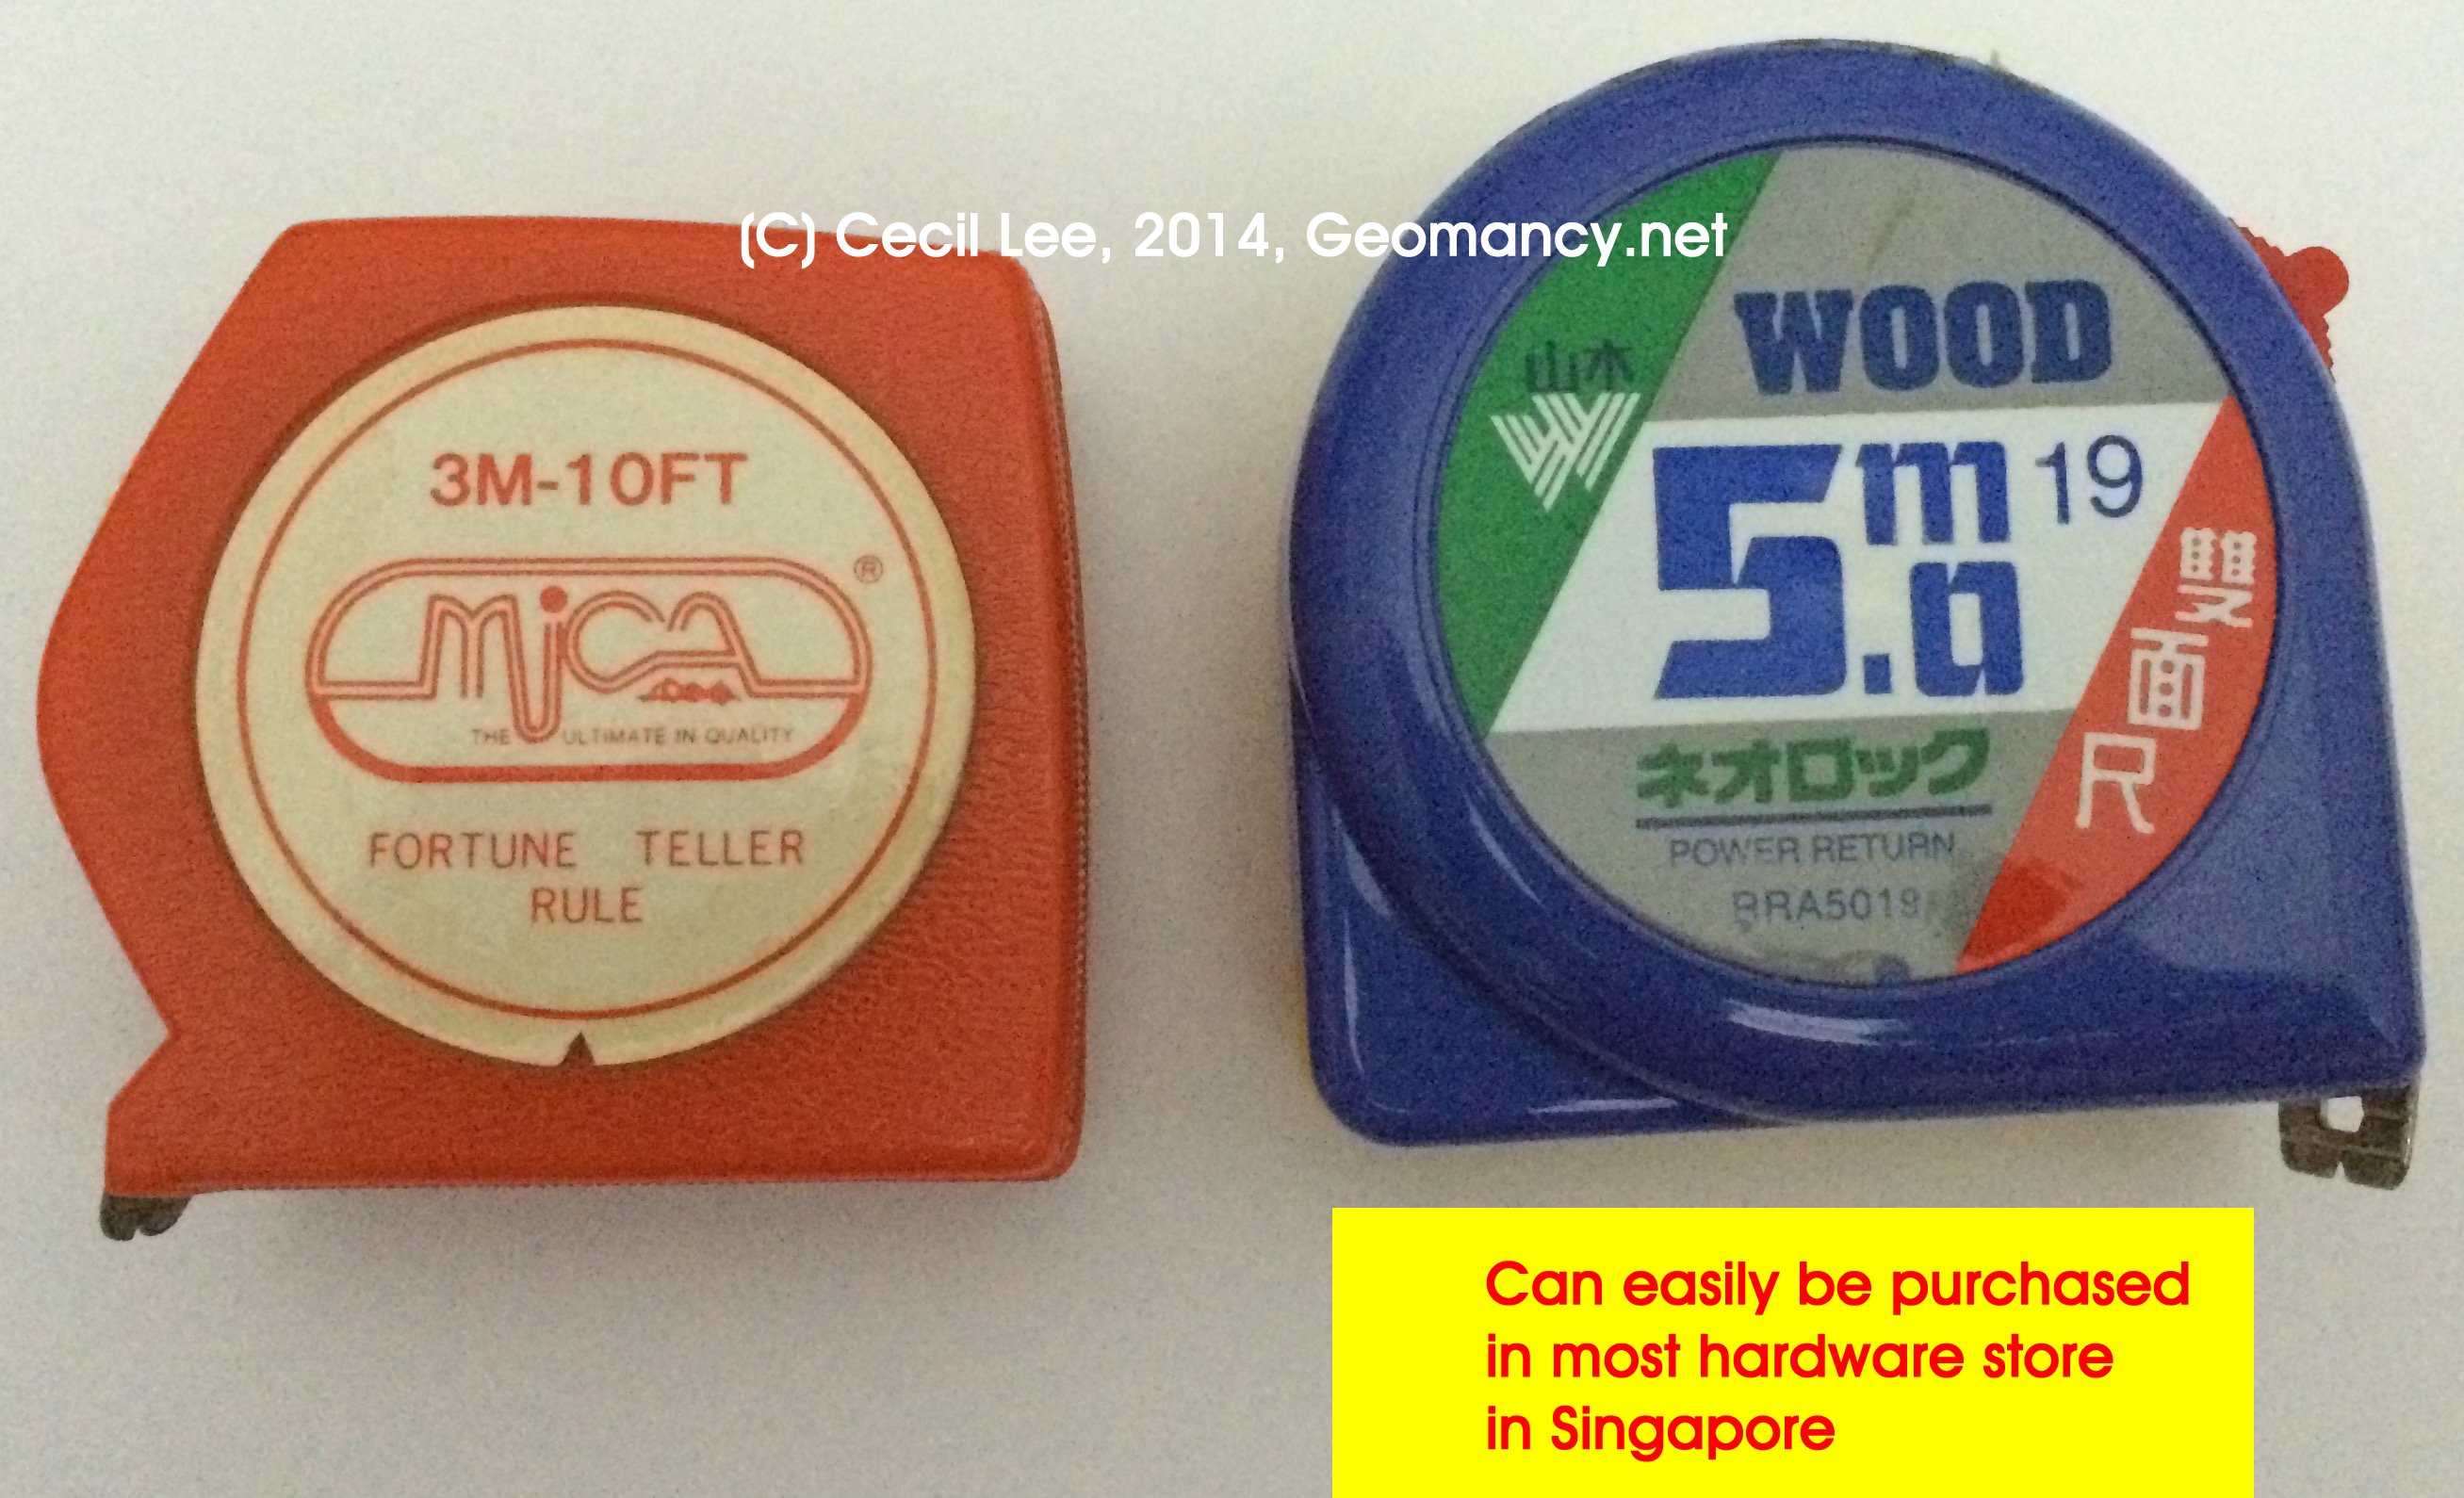 (C) Cecil Lee, 2014, Geomancy.net
3M-10FT
MiCA
®
THE ULTIMATE IN QUALITY
FORTUNE TELLER
RULE
WOOD
山木
5.0m 19
雙面尺
ネオロック
POWER RETURN
RRA5019
Can easily be purchased
in most hardware store
in Singapore